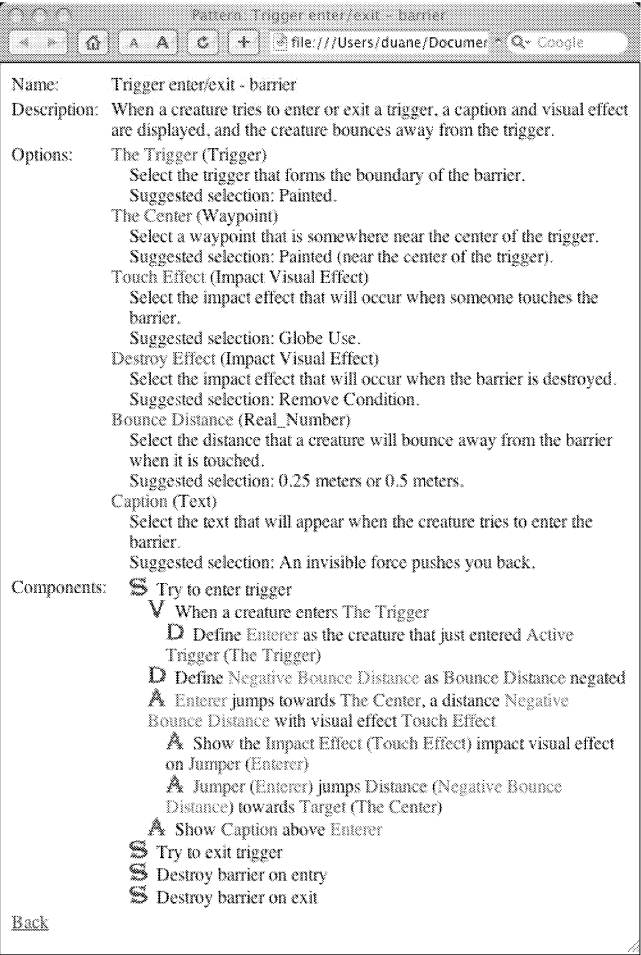 Pattern: Trigger enter/exit - barrier
A A C + file:///Users/duane/Documer Q Google
Name: Trigger enter/exit - barrier
Description: When a creature tries to enter or exit a trigger, a caption and visual effect
are displayed, and the creature bounces away from the trigger.
Options: The Trigger (Trigger)
Select the trigger that forms the boundary of the barrier.
Suggested selection: Painted.
The Center (Waypoint)
Select a waypoint that is somewhere near the center of the trigger.
Suggested selection: Painted (near the center of the trigger).
Touch Effect (Impact Visual Effect)
Select the impact effect that will occur when someone touches the
barrier.
Suggested selection: Globe Use.
Destroy Effect (Impact Visual Effect)
Select the impact effect that will occur when the barrier is destroyed.
Suggested selection: Remove Condition.
Bounce Distance (Real_Number)
Select the distance that a creature will bounce away from the barrier
when it is touched.
Suggested selection: 0.25 meters or 0.5 meters.
Caption (Text)
Select the text that will appear when the creature tries to enter the
barrier.
Suggested selection: An invisible force pushes you back.
Components: S Try to enter trigger
V When a creature enters The Trigger
D Define Enterer as the creature that just entered Active
Trigger (The Trigger)
D Define Negative Bounce Distance as Bounce Distance negated
A Enterer jumps towards The Center, a distance Negative
Bounce Distance with visual effect Touch Effect
A Show the Impact Effect (Touch Effect) impact visual effect
on Jumper (Enterer)
A Jumper (Enterer) jumps Distance (Negative Bounce
Distance) towards Target (The Center)
A Show Caption above Enterer
S Try to exit trigger
S Destroy barrier on entry
S Destroy barrier on exit
Back